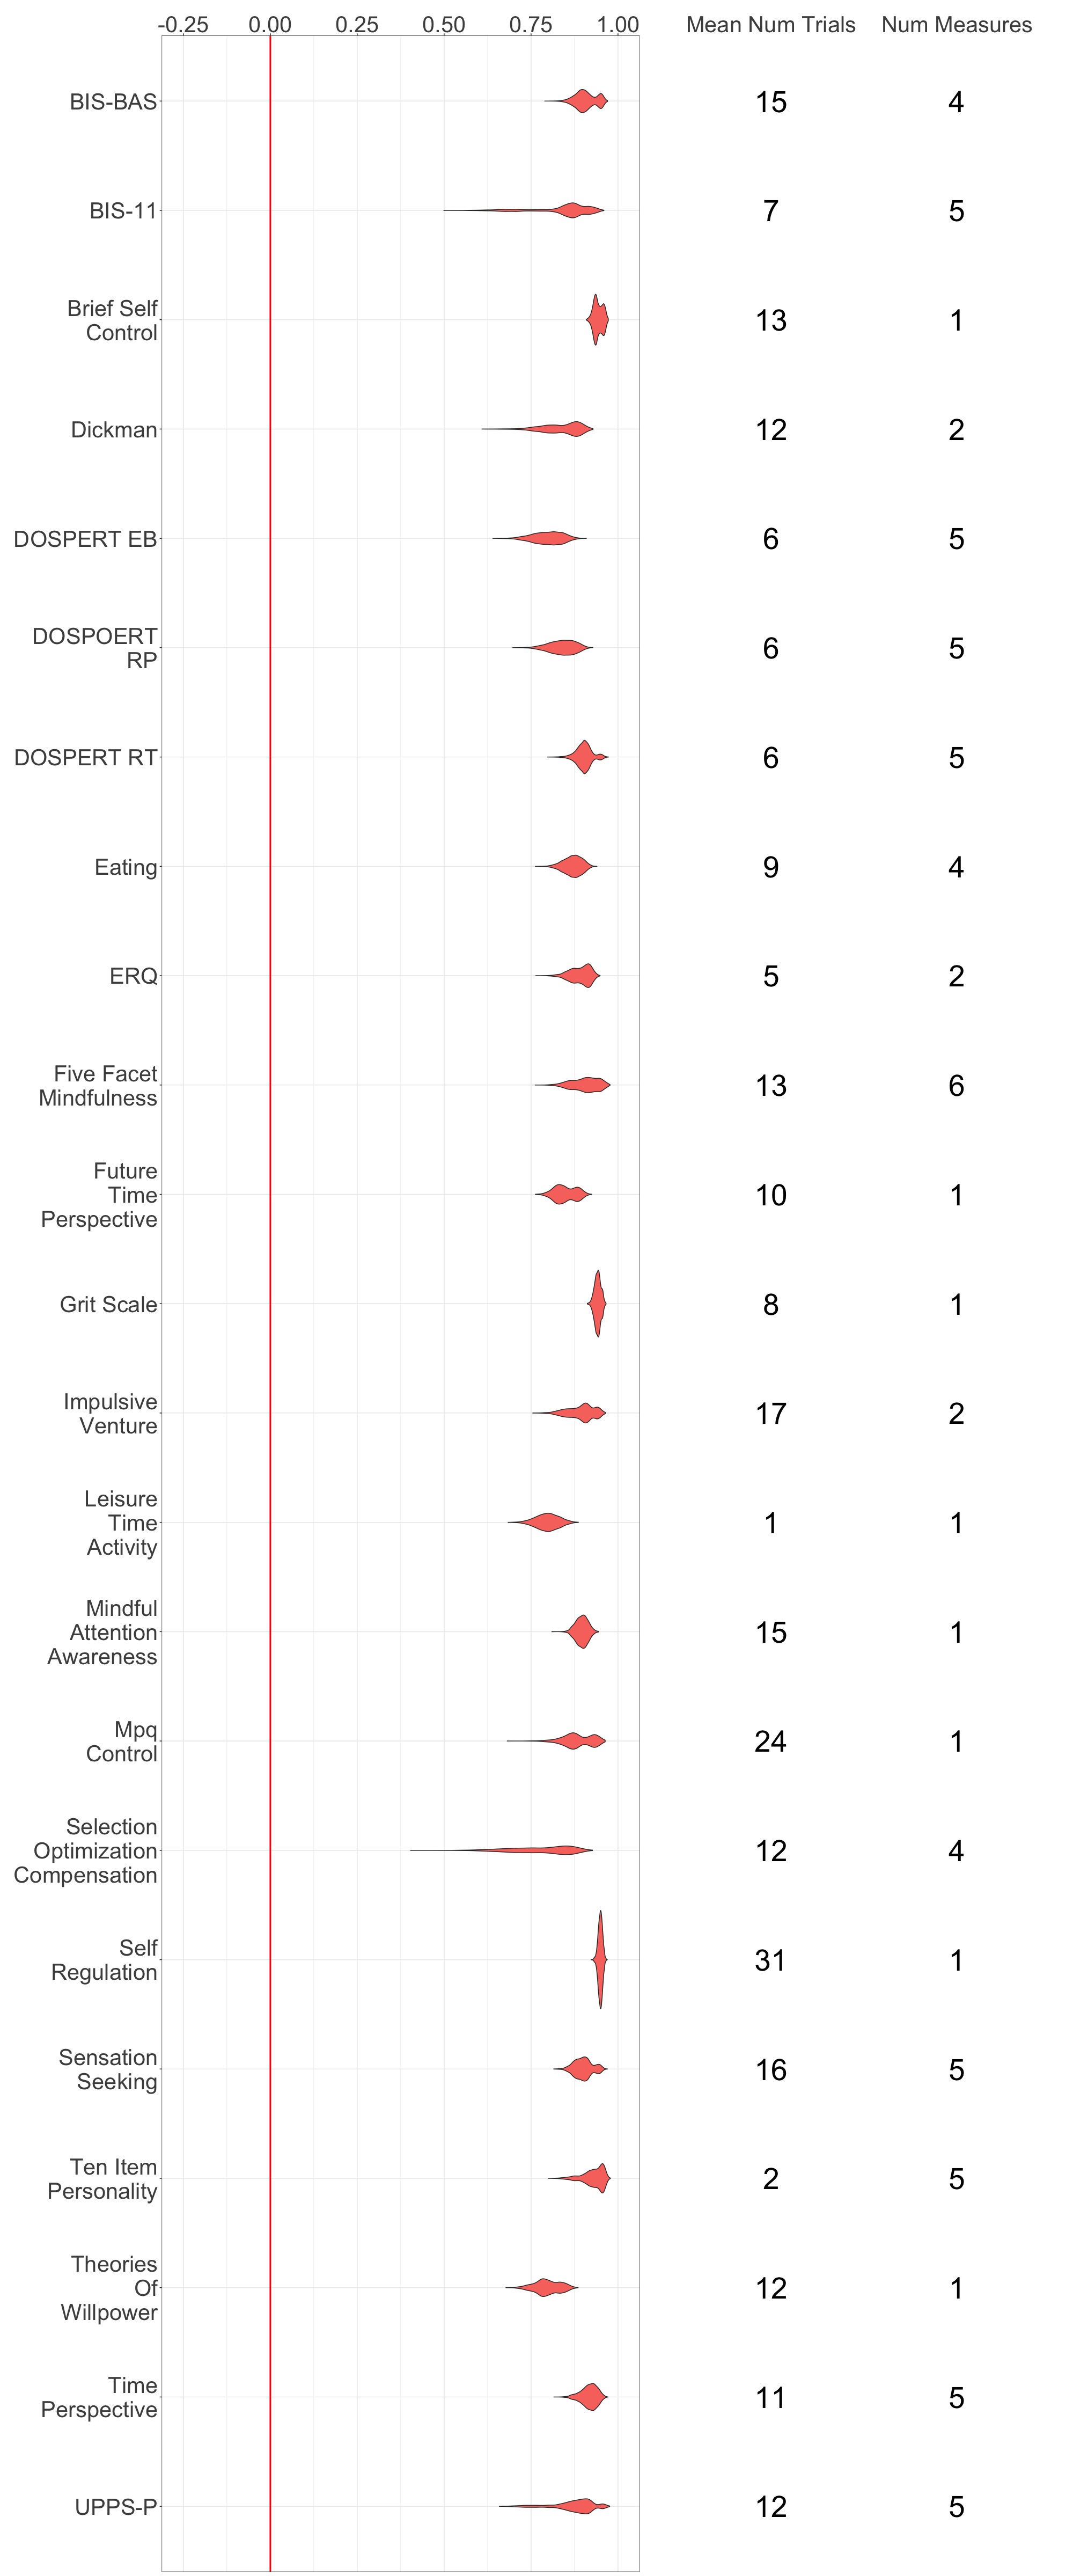 -0.25 0.00 0.25 0.50 0.75 1.00 Mean Num Trials Num Measures
BIS-BAS 15 4
BIS-11 7 5
Brief Self
Control 13 1
Dickman 12 2
DOSPERT EB 6 5
DOSPOERT
RP 6 5
DOSPERT RT 6 5
Eating 9 4
ERQ 5 2
Five Facet
Mindfulness 13 6
Future
Time 10 1
Perspective
Grit Scale 8 1
Impulsive
Venture 17 2
Leisure
Time 1 1
Activity
Mindful
Attention 15 1
Awareness
Mpq
Control 24 1
Selection
Optimization 12 4
Compensation
Self
Regulation 31 1
Sensation
Seeking 16 5
Ten Item
Personality 2 5
Theories
Of 12 1
Willpower
Time
Perspective 11 5
UPPS-P 12 5